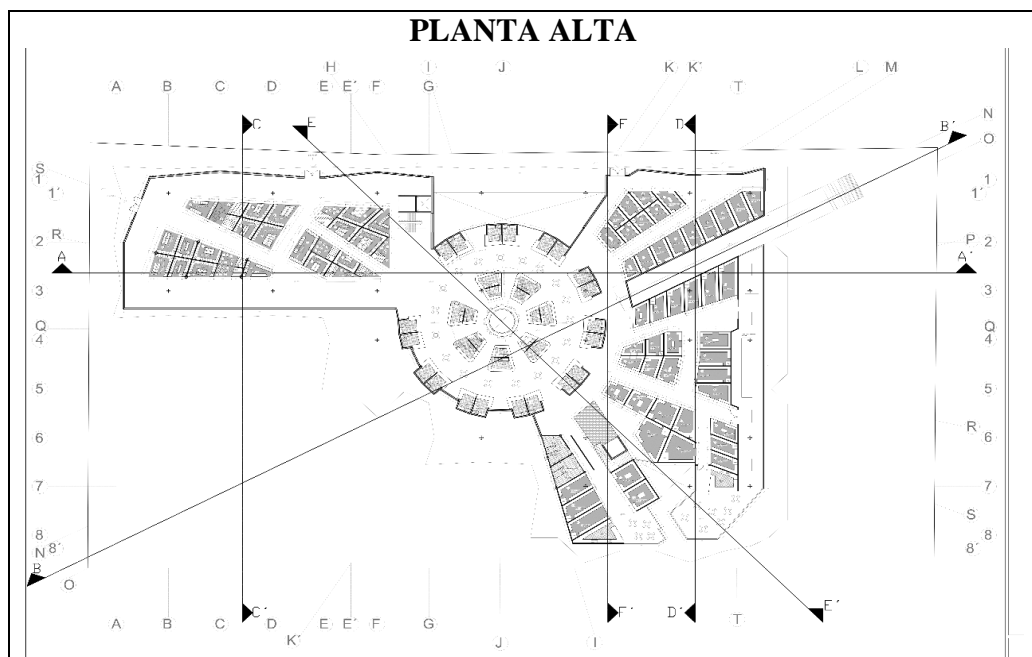 PLANTA ALTA
H I J K K' L M
A B C D E E' F G T
C E F D B' N
O
S
1 1
1' 1'
R 2 P 2
A A'
3 3
Q Q
4 4
5 5
6 R 6
7 7
S
8 8
N 8' 8'
B
O
C' F' D' E'
A B C D E E' F G T
K' J I